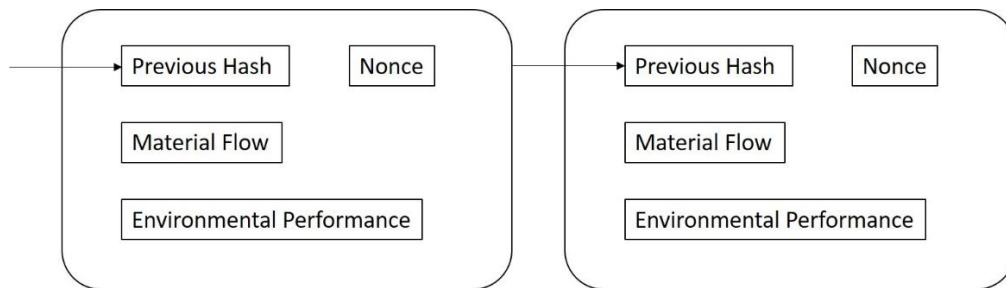 Previous Hash
Nonce
Material Flow
Environmental Performance
Previous Hash
Nonce
Material Flow
Environmental Performance